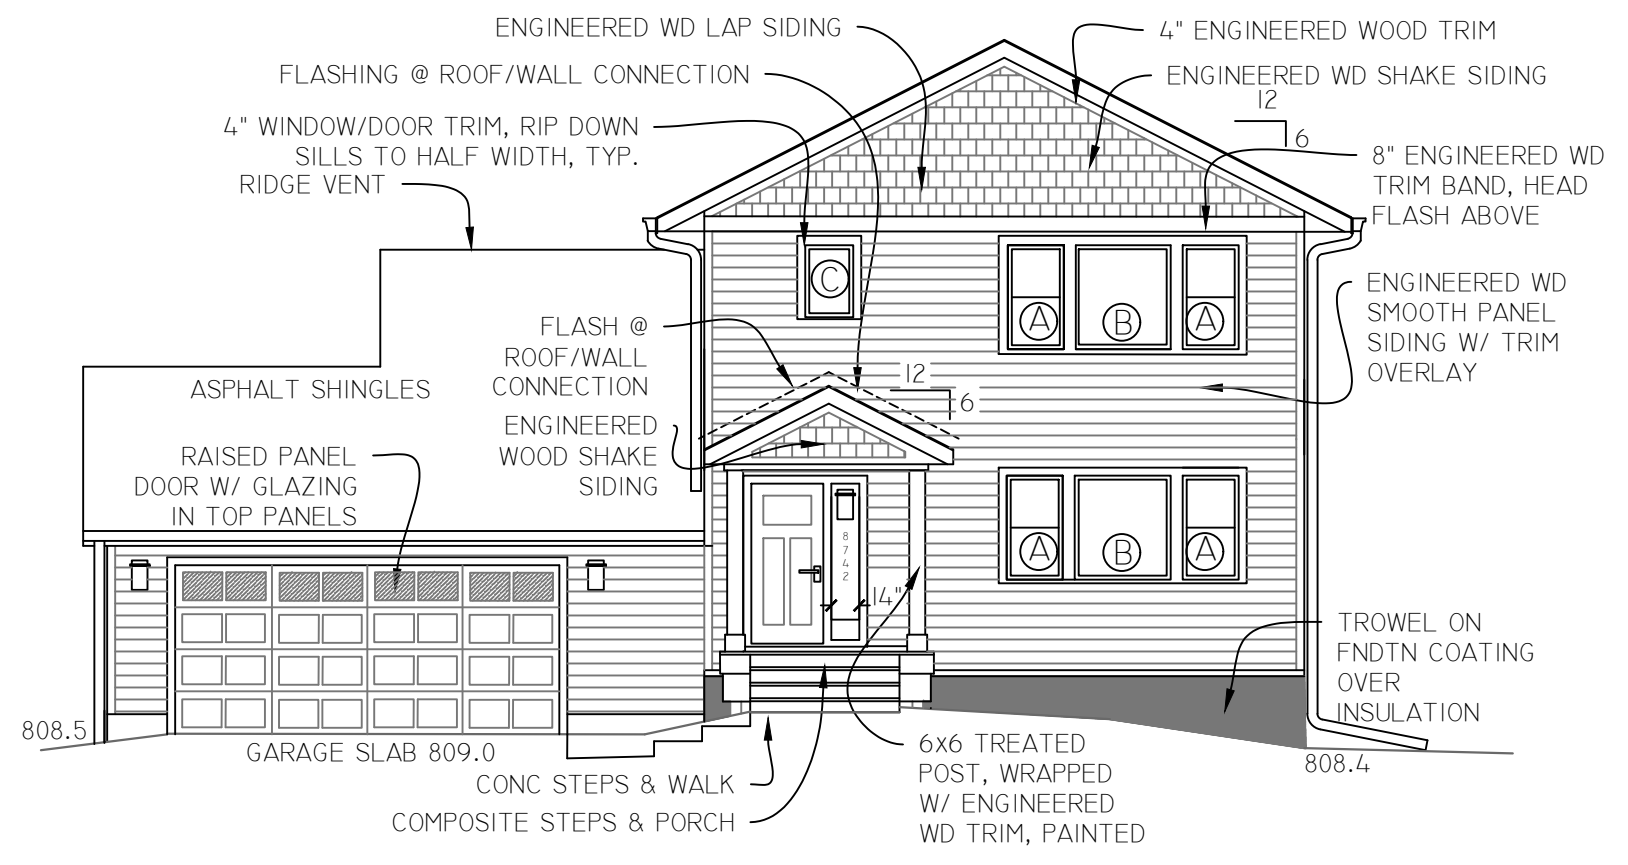 ENGINEERED WD LAP SIDING
FLASHING @ ROOF/WALL CONNECTION
4" WINDOW/DOOR TRIM, RIP DOWN
SILLS TO HALF WIDTH, TYP.
RIDGE VENT
4" ENGINEERED WOOD TRIM
ENGINEERED WD SHAKE SIDING
12
6
8" ENGINEERED WD
TRIM BAND, HEAD
FLASH ABOVE
ENGINEERED WD
SMOOTH PANEL
SIDING W/ TRIM
OVERLAY
C
A
B
A
FLASH @
ROOF/WALL
CONNECTION
12
6
ASPHALT SHINGLES
ENGINEERED
WOOD SHAKE
SIDING
RAISED PANEL
DOOR W/ GLAZING
IN TOP PANELS
8
7
4
2
14"
A
B
A
TROWEL ON
FNDTN COATING
OVER
INSULATION
808.5
GARAGE SLAB 809.0
CONC STEPS & WALK
COMPOSITE STEPS & PORCH
6x6 TREATED
POST, WRAPPED
W/ ENGINEERED
WD TRIM, PAINTED
808.4